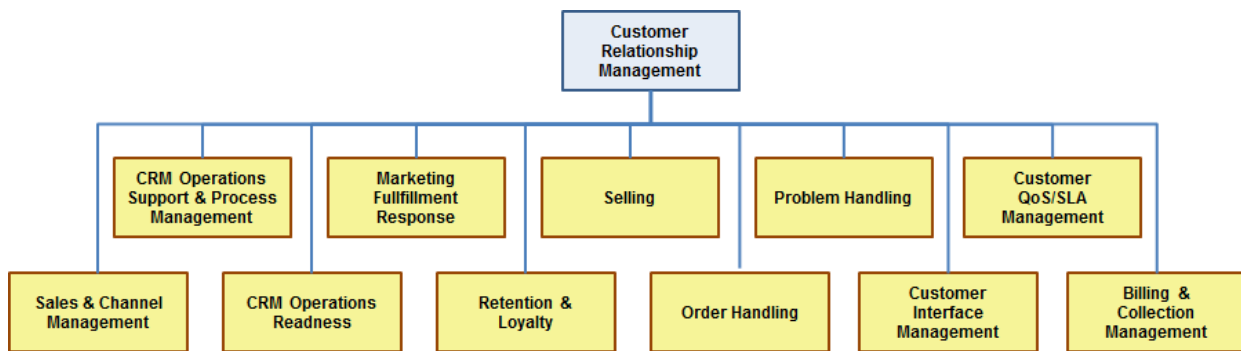 Customer
Relationship
Management
CRM Operations
Support & Process
Management
Marketing
Fullfillment
Response
Selling
Problem Handling
Customer
QoS/SLA
Management
Sales & Channel
Management
CRM Operations
Readness
Retention &
Loyalty
Order Handling
Customer
Interface
Management
Billing &
Collection
Management